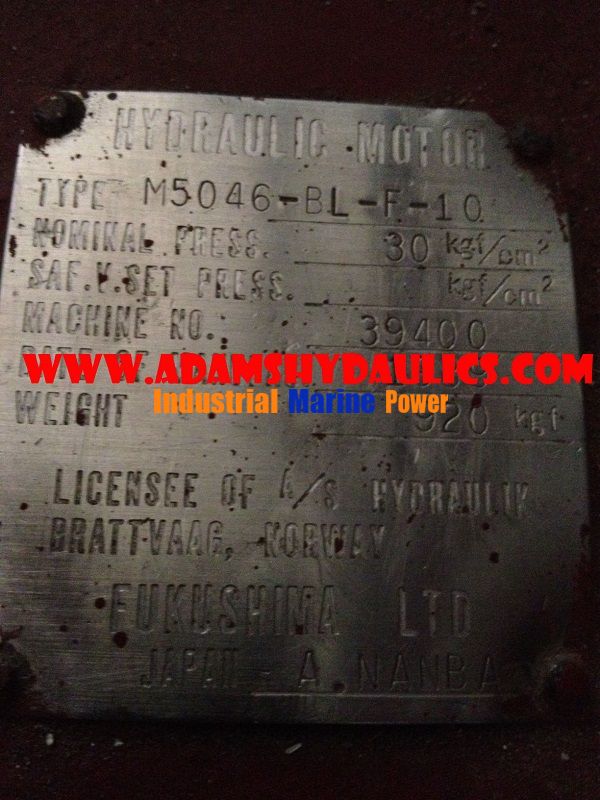 HYDRAULIC MOTOR
TYPE M5046-BL-F-10
NOMINAL PRESS. 30 kgf/cm²
SAF.V.SET PRESS. kgf/cm²
MACHINE NO. 39400
WWW.ADAMSHYDAULICS.COM
Industrial Marine Power
WEIGHT 920 kgf
LICENSEE OF A/S HYDRAULIK
BRATTVAAG, NORWAY
FUKUSHIMA LTD
JAPAN A NANBA